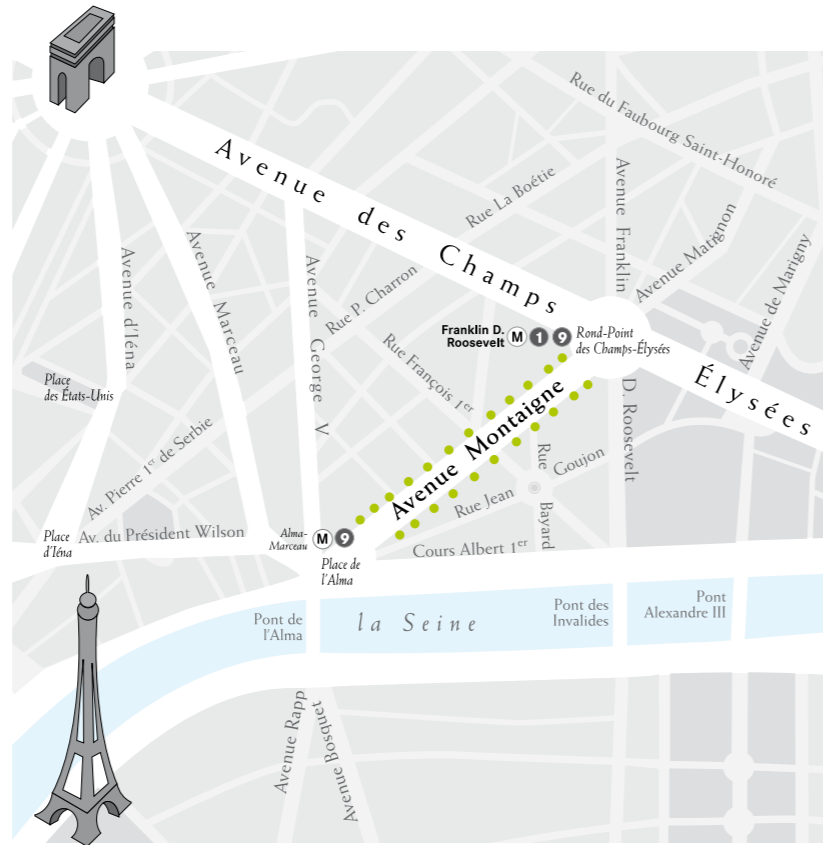 Rue du Faubourg Saint-Honoré
Avenue des Champs Élysées
Rue La Boétie
Avenue Franklin
D. Roosevelt
Avenue Matignon
Avenue de Marigny
Avenue d'Iéna
Avenue Marceau
Avenue George V
Rue P. Charron
Franklin D.
Roosevelt
M 1 9
Rond-Point
des Champs-Élysées
Rue François 1er
Place
des États-Unis
Avenue Montaigne
Av. Pierre 1er de Serbie
Rue Bayard
Rue Jean Goujon
Place
d'Iéna
Av. du Président Wilson
Alma-
Marceau
M 9
Place de
l'Alma
Cours Albert 1er
Pont de
l'Alma
la Seine
Pont des
Invalides
Pont
Alexandre III
Avenue Rapp
Avenue Bosquet